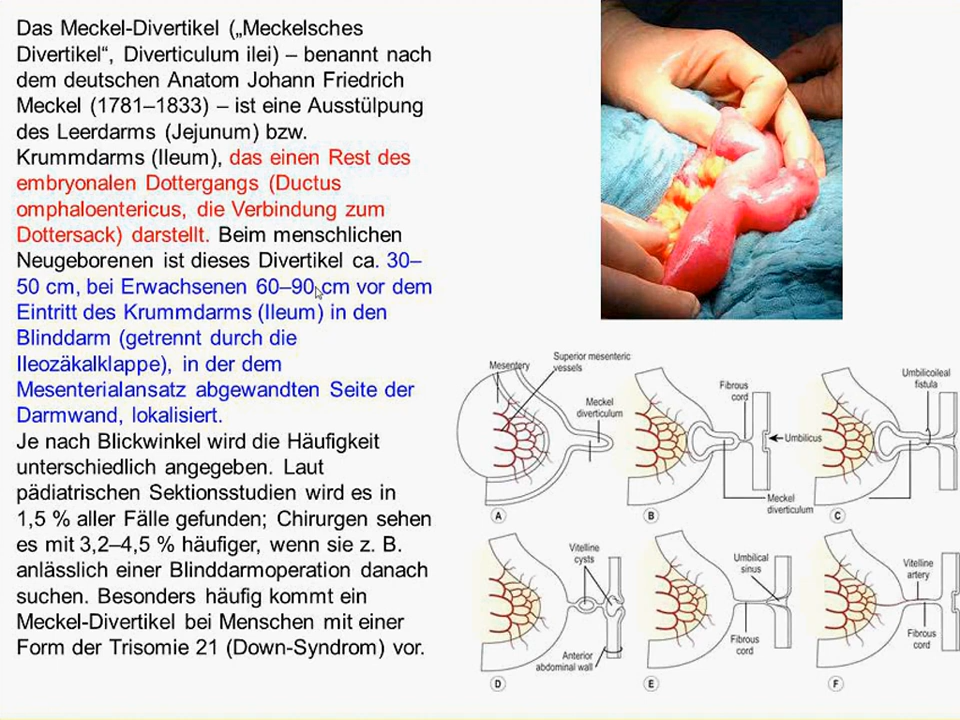 Das Meckel-Divertikel („Meckelsches
Divertikel“, Diverticulum ilei) – benannt nach
dem deutschen Anatom Johann Friedrich
Meckel (1781–1833) – ist eine Ausstülpung
des Leerdarms (Jejunum) bzw.
Krummdarms (Ileum), das einen Rest des
embryonalen Dottergangs (Ductus
omphaloentericus, die Verbindung zum
Dottersack) darstellt. Beim menschlichen
Neugeborenen ist dieses Divertikel ca. 30–
50 cm, bei Erwachsenen 60–90 cm vor dem
Eintritt des Krummdarms (Ileum) in den
Blinddarm (getrennt durch die
Ileozäkalklappe), in der dem
Mesenterialansatz abgewandten Seite der
Darmwand, lokalisiert.
Je nach Blickwinkel wird die Häufigkeit
unterschiedlich angegeben. Laut
pädiatrischen Sektionsstudien wird es in
1,5 % aller Fälle gefunden; Chirurgen sehen
es mit 3,2–4,5 % häufiger, wenn sie z. B.
anlässlich einer Blinddarmoperation danach
suchen. Besonders häufig kommt ein
Meckel-Divertikel bei Menschen mit einer
Form der Trisomie 21 (Down-Syndrom) vor.
Mesentery
Superior mesenteric
vessels
Meckel
diverticulum
A
Fibrous
cord
Umbilicus
Meckel
diverticulum
B
Umbilicoileal
fistula
C
Vitelline
cysts
Anterior
abdominal wall
D
Umbilical
sinus
Fibrous
cord
E
Vitelline
artery
Fibrous
cord
F